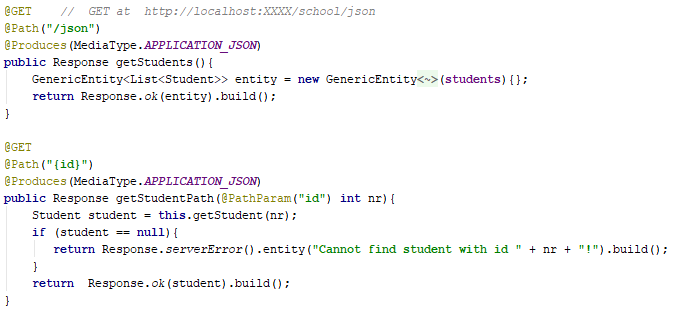 @GET    //  GET at  http://localhost:XXXX/school/json
@Path("/json")
@Produces(MediaType.APPLICATION_JSON)
public Response getStudents(){
    GenericEntity<List<Student>> entity = new GenericEntity<~>(students){};
    return Response.ok(entity).build();
}

@GET
@Path("{id}")
@Produces(MediaType.APPLICATION_JSON)
public Response getStudentPath(@PathParam("id") int nr){
    Student student = this.getStudent(nr);
    if (student == null){
       return Response.serverError().entity("Cannot find student with id " + nr + "!").build();
    }
    return  Response.ok(student).build();
}